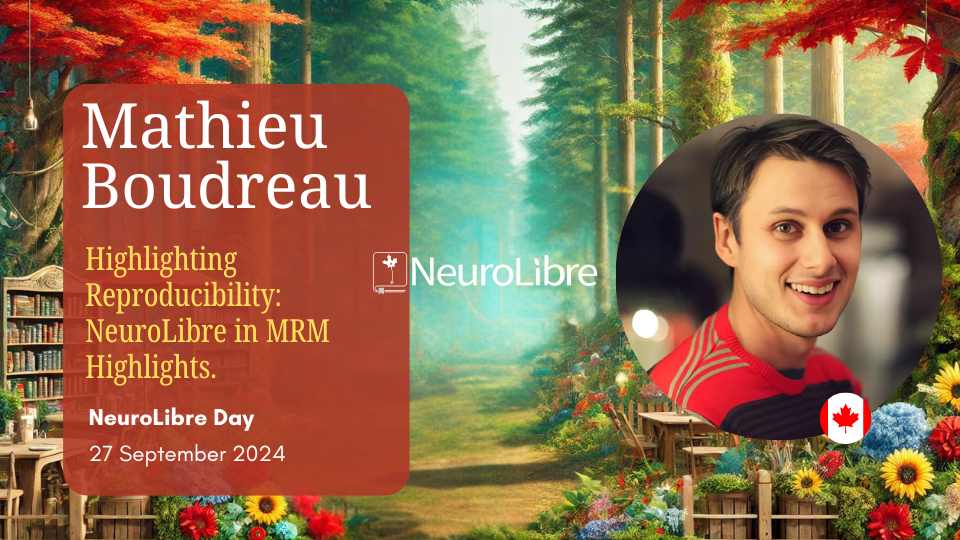 Mathieu
Boudreau
Highlighting
Reproducibility:
NeuroLibre in MRM
Highlights.
NeuroLibre Day
27 September 2024
NeuroLibre